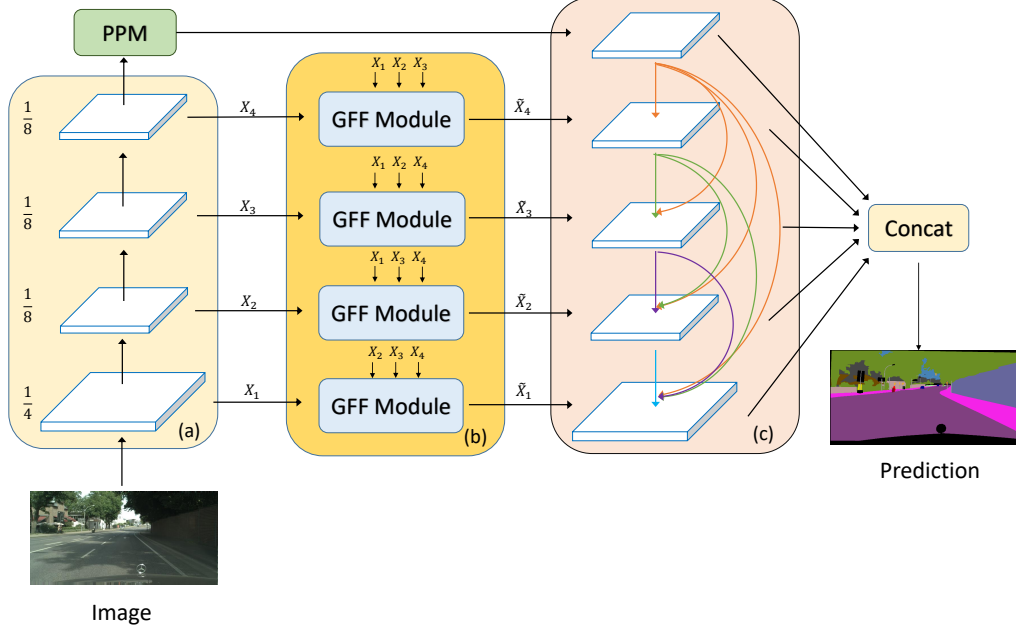 PPM
X₁ X₂ X₃
1/8
X₄
GFF Module
X̃₄
X₁ X₂ X₄
1/8
X₃
GFF Module
X̃₃
Concat
X₁ X₃ X₄
1/8
X₂
GFF Module
X̃₂
X₂ X₃ X₄
1/4
X₁
GFF Module
X̃₁
(a)
(b)
(c)
Prediction
Image